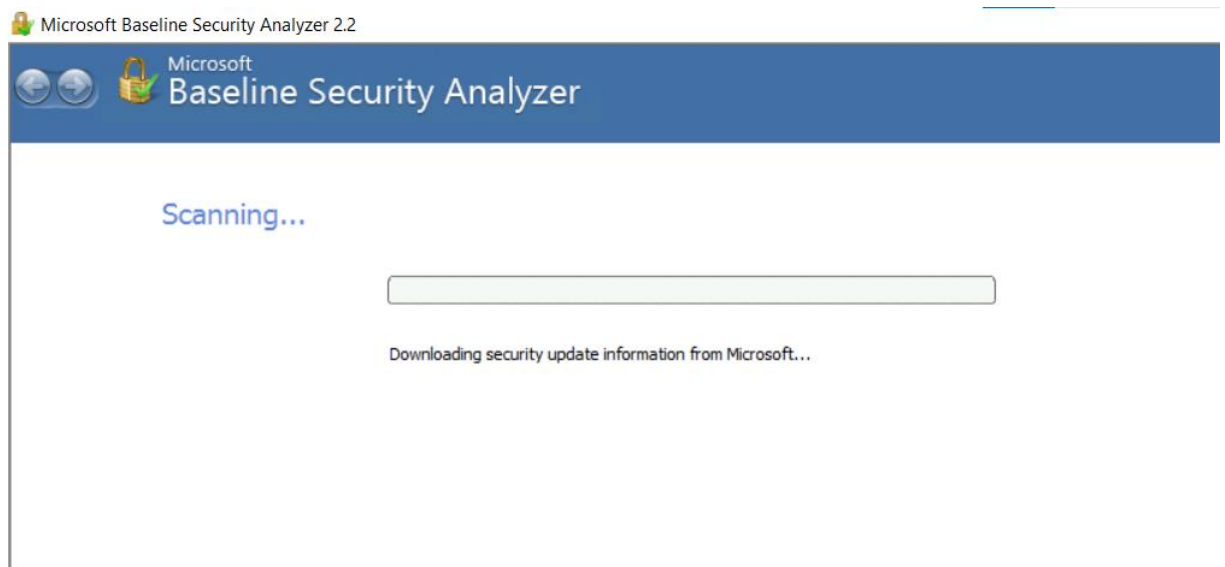 Microsoft Baseline Security Analyzer 2.2
Microsoft
Baseline Security Analyzer
Scanning...
Downloading security update information from Microsoft...